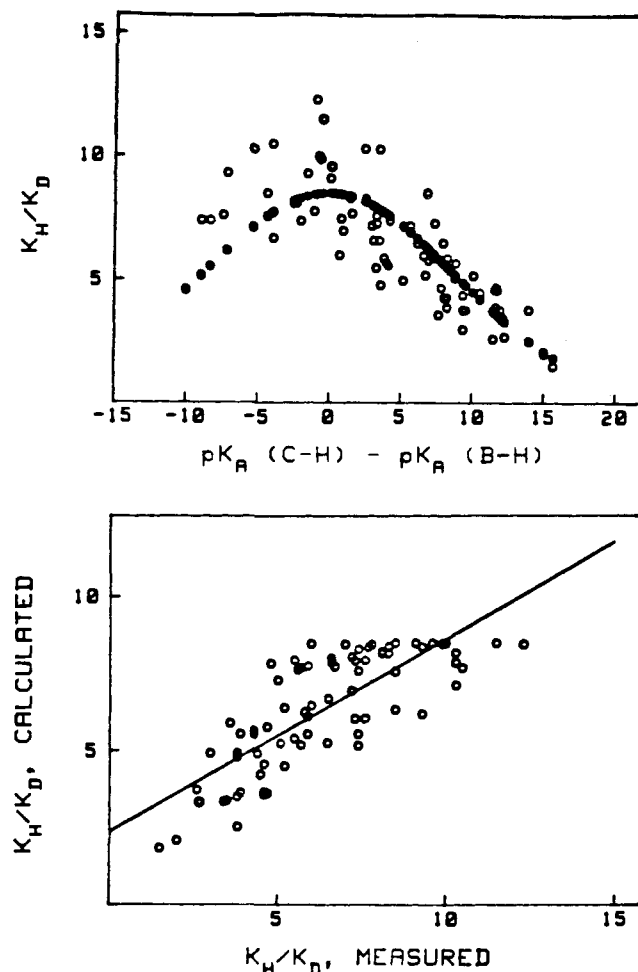 15
10
5
K_H/K_D
-15 -10 -5 0 5 10 15 20
pK_A (C-H) - pK_A (B-H)
10
5
K_H/K_D, CALCULATED
5 10 15
K_H/K_D, MEASURED